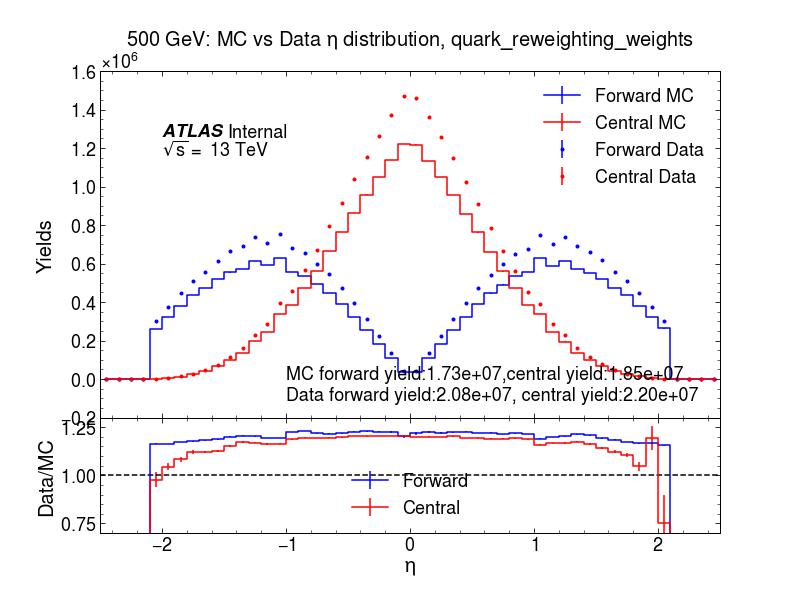 500 GeV: MC vs Data η distribution, quark_reweighting_weights
×10⁶
1.6
1.4
1.2
1.0
0.8
0.6
0.4
0.2
0.0
Yields
ATLAS Internal
√s = 13 TeV
Forward MC
Central MC
Forward Data
Central Data
MC forward yield:1.73e+07,central yield:1.85e+07
Data forward yield:2.08e+07, central yield:2.20e+07
1.25
1.00
0.75
Data/MC
Forward
Central
−2 −1 0 1 2
η